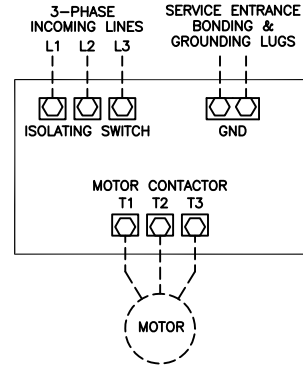 3-PHASE
INCOMING LINES
L1 L2 L3
SERVICE ENTRANCE
BONDING &
GROUNDING LUGS
ISOLATING SWITCH
GND
MOTOR CONTACTOR
T1 T2 T3
MOTOR